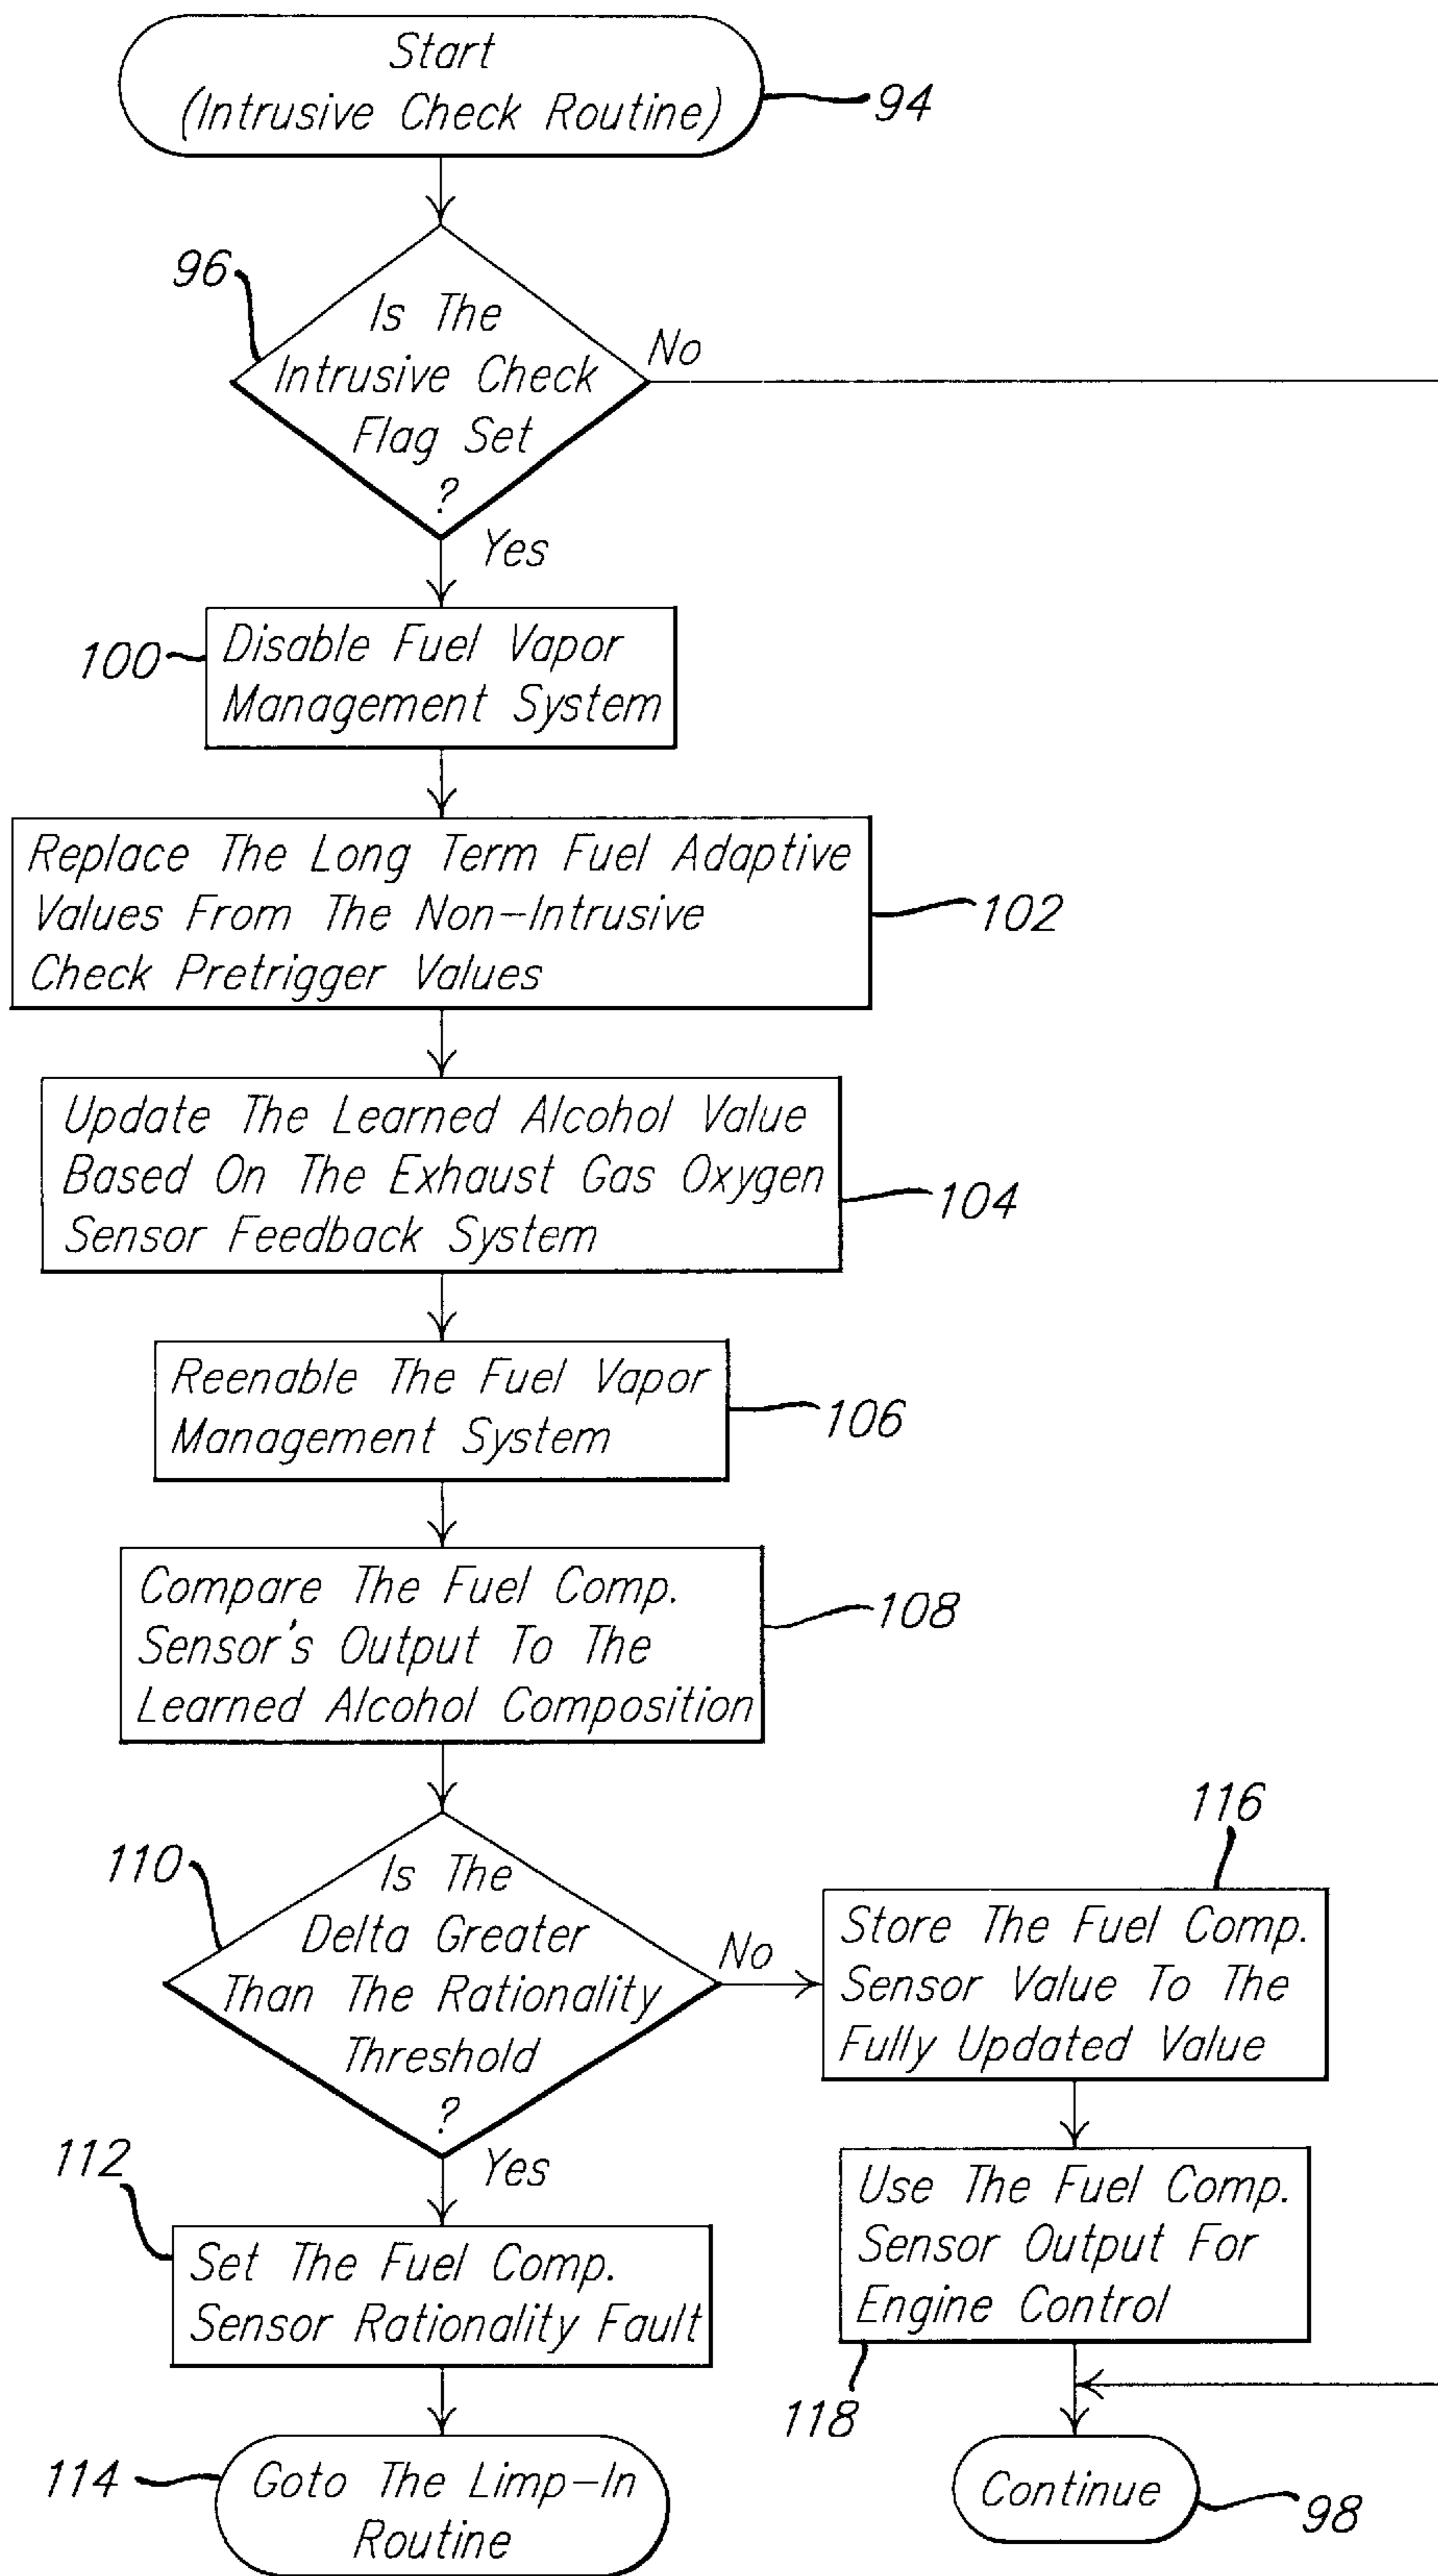 Start
(Intrusive Check Routine)
94
96
Is The
Intrusive Check
Flag Set
?
No
Yes
100
Disable Fuel Vapor
Management System
Replace The Long Term Fuel Adaptive
Values From The Non-Intrusive
Check Pretrigger Values
102
Update The Learned Alcohol Value
Based On The Exhaust Gas Oxygen
Sensor Feedback System
104
Reenable The Fuel Vapor
Management System
106
Compare The Fuel Comp.
Sensor's Output To The
Learned Alcohol Composition
108
110
Is The
Delta Greater
Than The Rationality
Threshold
?
No
Yes
116
Store The Fuel Comp.
Sensor Value To The
Fully Updated Value
112
Set The Fuel Comp.
Sensor Rationality Fault
Use The Fuel Comp.
Sensor Output For
Engine Control
118
114
Goto The Limp-In
Routine
Continue
98